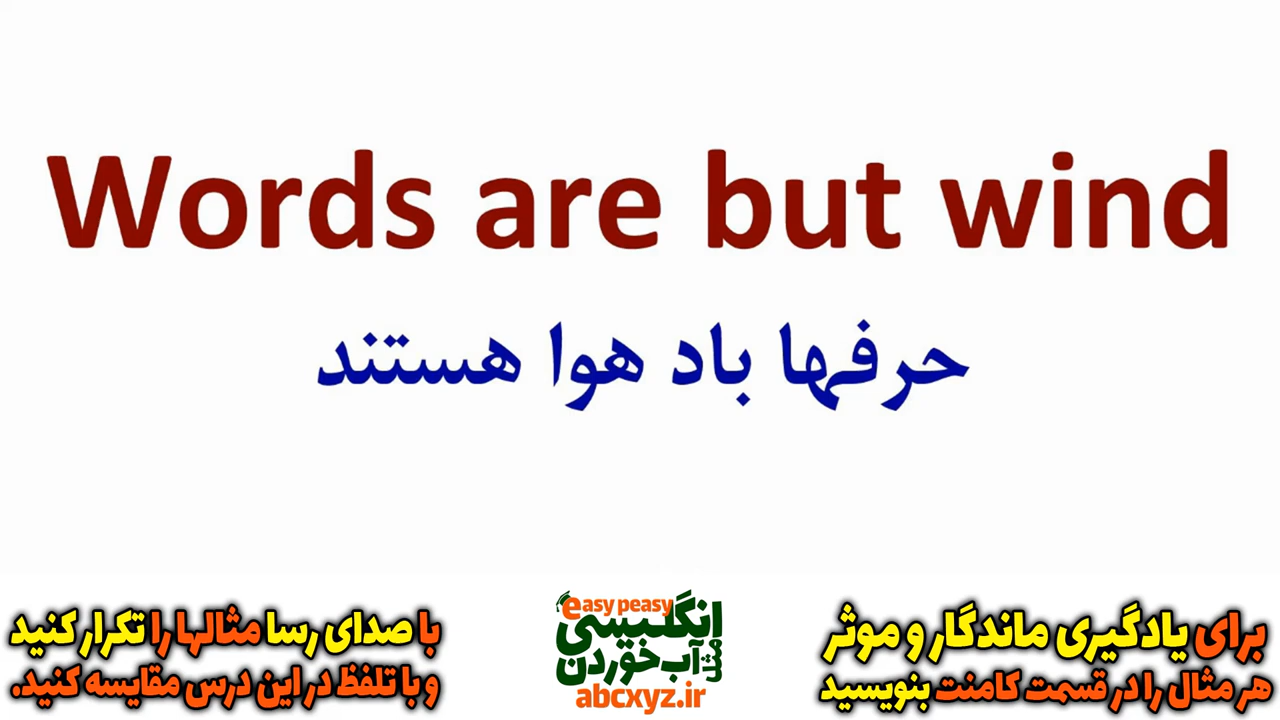 Words are but wind
حرفها باد هوا هستند
برای یادگیری ماندگار و موثر
هر مثال را در قسمت کامنت بنویسید
easy peasy
انگلیسی
مثل
آب خوردن
abcxyz.ir
با صدای رسا مثالها را تکرار کنید
و با تلفظ در این درس مقایسه کنید.